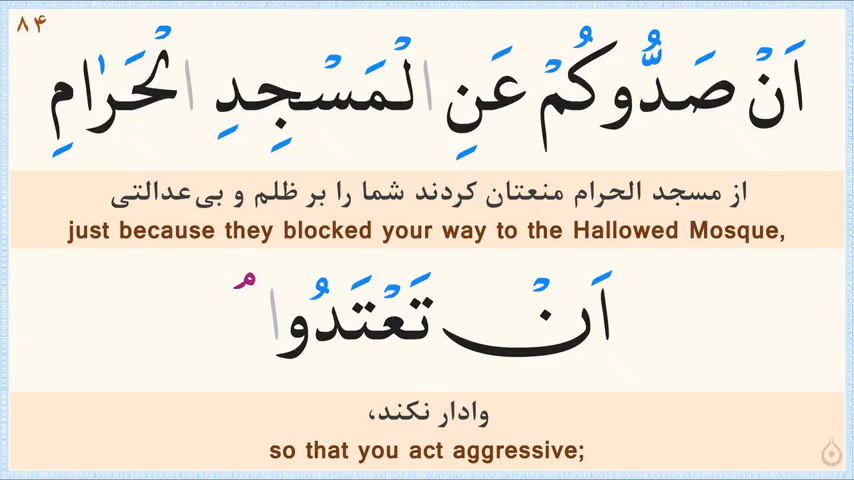 ۸۴
اَنْ صَدُّوكُمْ عَنِ الْمَسْجِدِ الْحَرٰامِ
از مسجد الحرام منعتان کردند شما را بر ظلم و بی‌عدالتی
just because they blocked your way to the Hallowed Mosque,
اَنْ تَعْتَدُوا ۘ
وادار نکند،
so that you act aggressive;